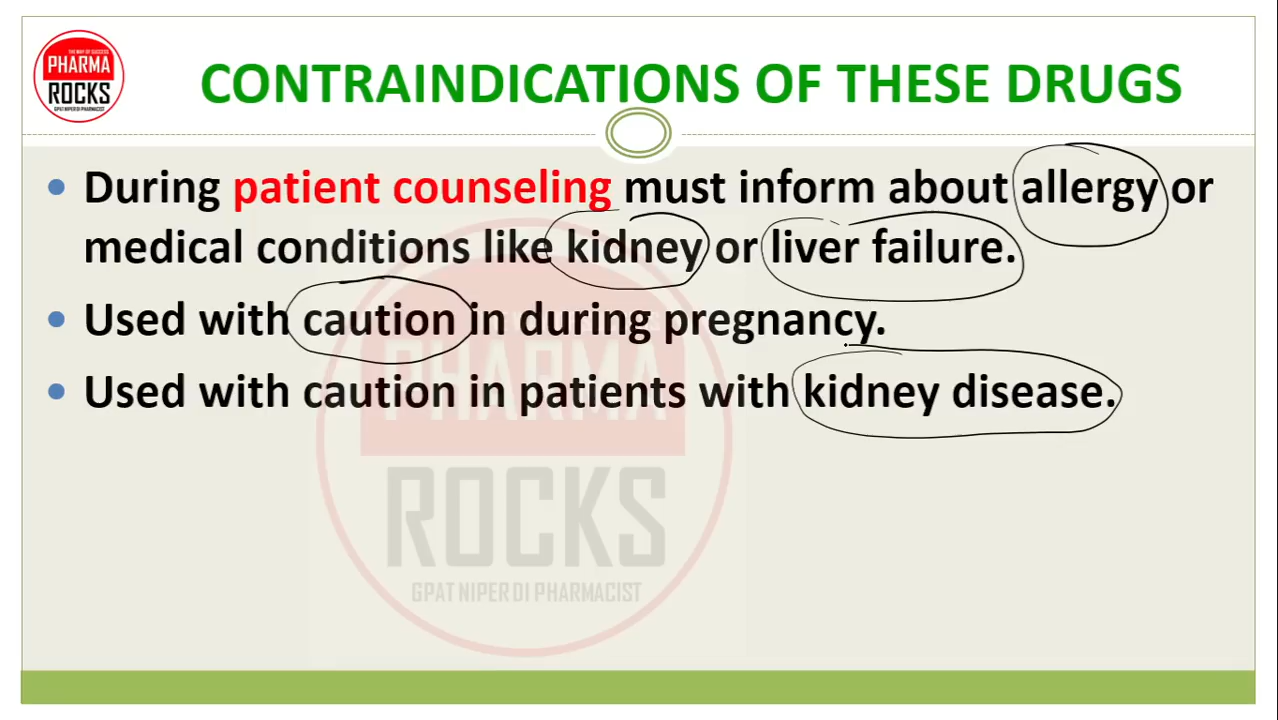 THE WAY OF SUCCESS
PHARMA
ROCKS
GPAT NIPER DI PHARMACIST
CONTRAINDICATIONS OF THESE DRUGS
• During patient counseling must inform about allergy or
medical conditions like kidney or liver failure.
• Used with caution in during pregnancy.
• Used with caution in patients with kidney disease.
PHARMA
ROCKS
GPAT NIPER DI PHARMACIST